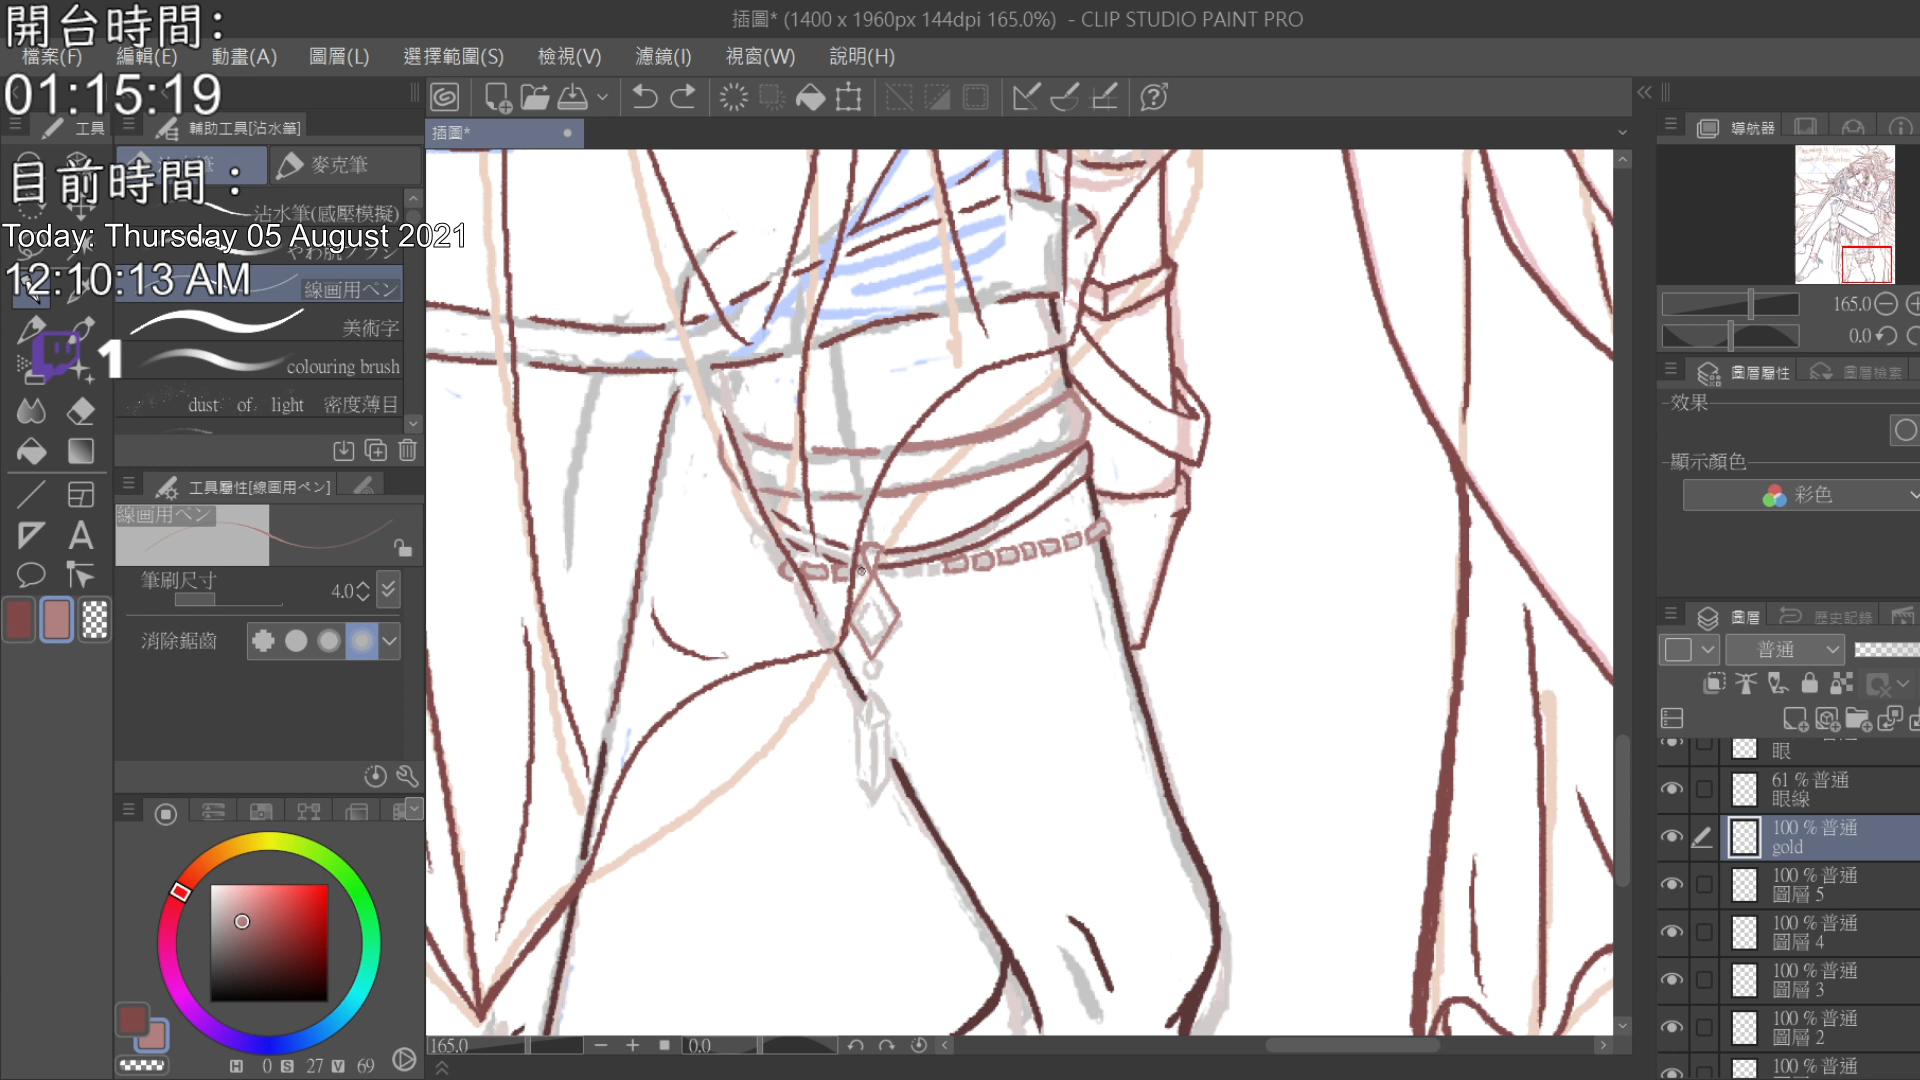 插圖* (1400 x 1960px 144dpi 165.0%) - CLIP STUDIO PAINT PRO
開台時間：
檔案(F) 編輯(E) 動畫(A) 圖層(L) 選擇範圍(S) 檢視(V) 濾鏡(I) 視窗(W) 說明(H)
01:15:19
工具
輔助工具[沾水筆]
插圖*
導航器
目前時間：
麥克筆
沾水筆(感壓模擬)
Today: Thursday 05 August 2021
12:10:13 AM
線画用ペン
美術字
1
colouring brush
dust of light 密度薄目
165.0
0.0
圖層屬性
圖層檢索
效果
顯示顏色
彩色
工具屬性[線画用ペン]
線画用ペン
筆刷尺寸
4.0
消除鋸齒
圖層
歷史記錄
普通
眼
61 % 普通
眼線
100 % 普通
gold
100 % 普通
圖層 5
100 % 普通
圖層 4
100 % 普通
圖層 3
100 % 普通
圖層 2
100 % 普通
165.0
0.0
H 0 S 27 V 69